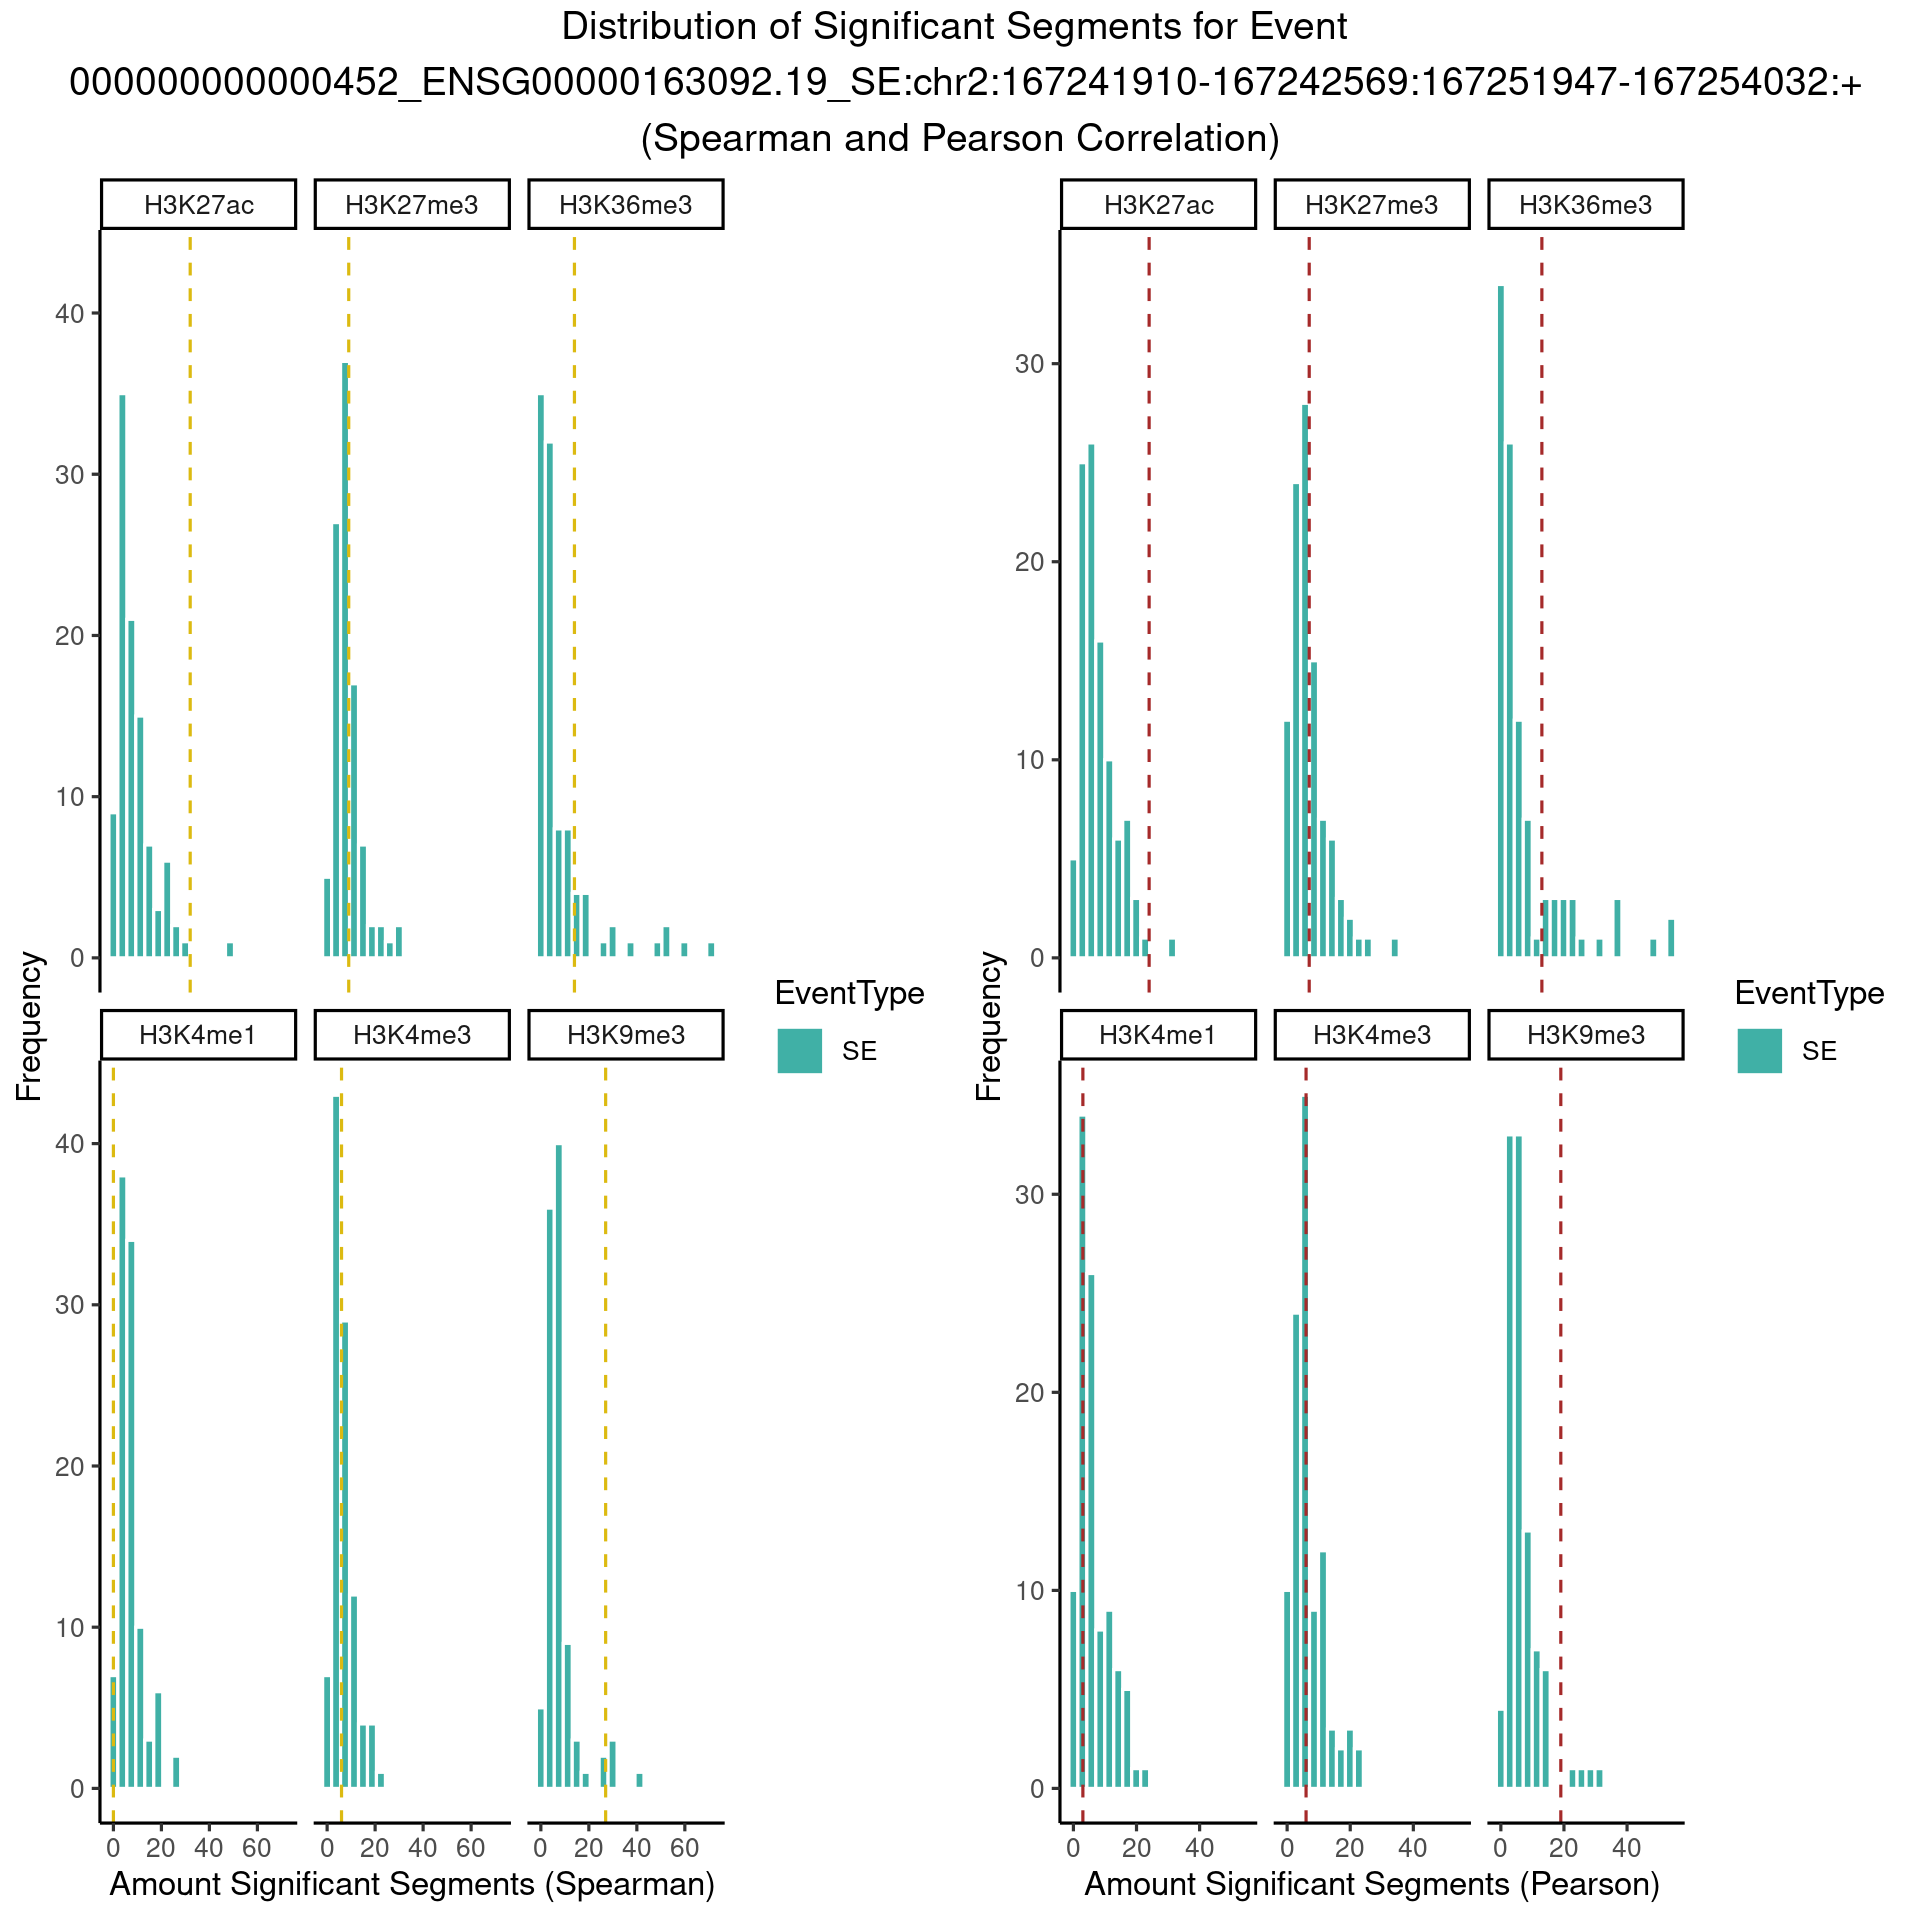 Distribution of Significant Segments for Event
000000000000452_ENSG00000163092.19_SE:chr2:167241910-167242569:167251947-167254032:+
(Spearman and Pearson Correlation)
H3K27ac
H3K27me3
H3K36me3
40
30
20
10
0
H3K4me1
H3K4me3
H3K9me3
40
30
20
10
0
0 20 40 60
0 20 40 60
0 20 40 60
Frequency
Amount Significant Segments (Spearman)
EventType
SE
H3K27ac
H3K27me3
H3K36me3
30
20
10
0
H3K4me1
H3K4me3
H3K9me3
30
20
10
0
0 20 40
0 20 40
0 20 40
Frequency
Amount Significant Segments (Pearson)
EventType
SE